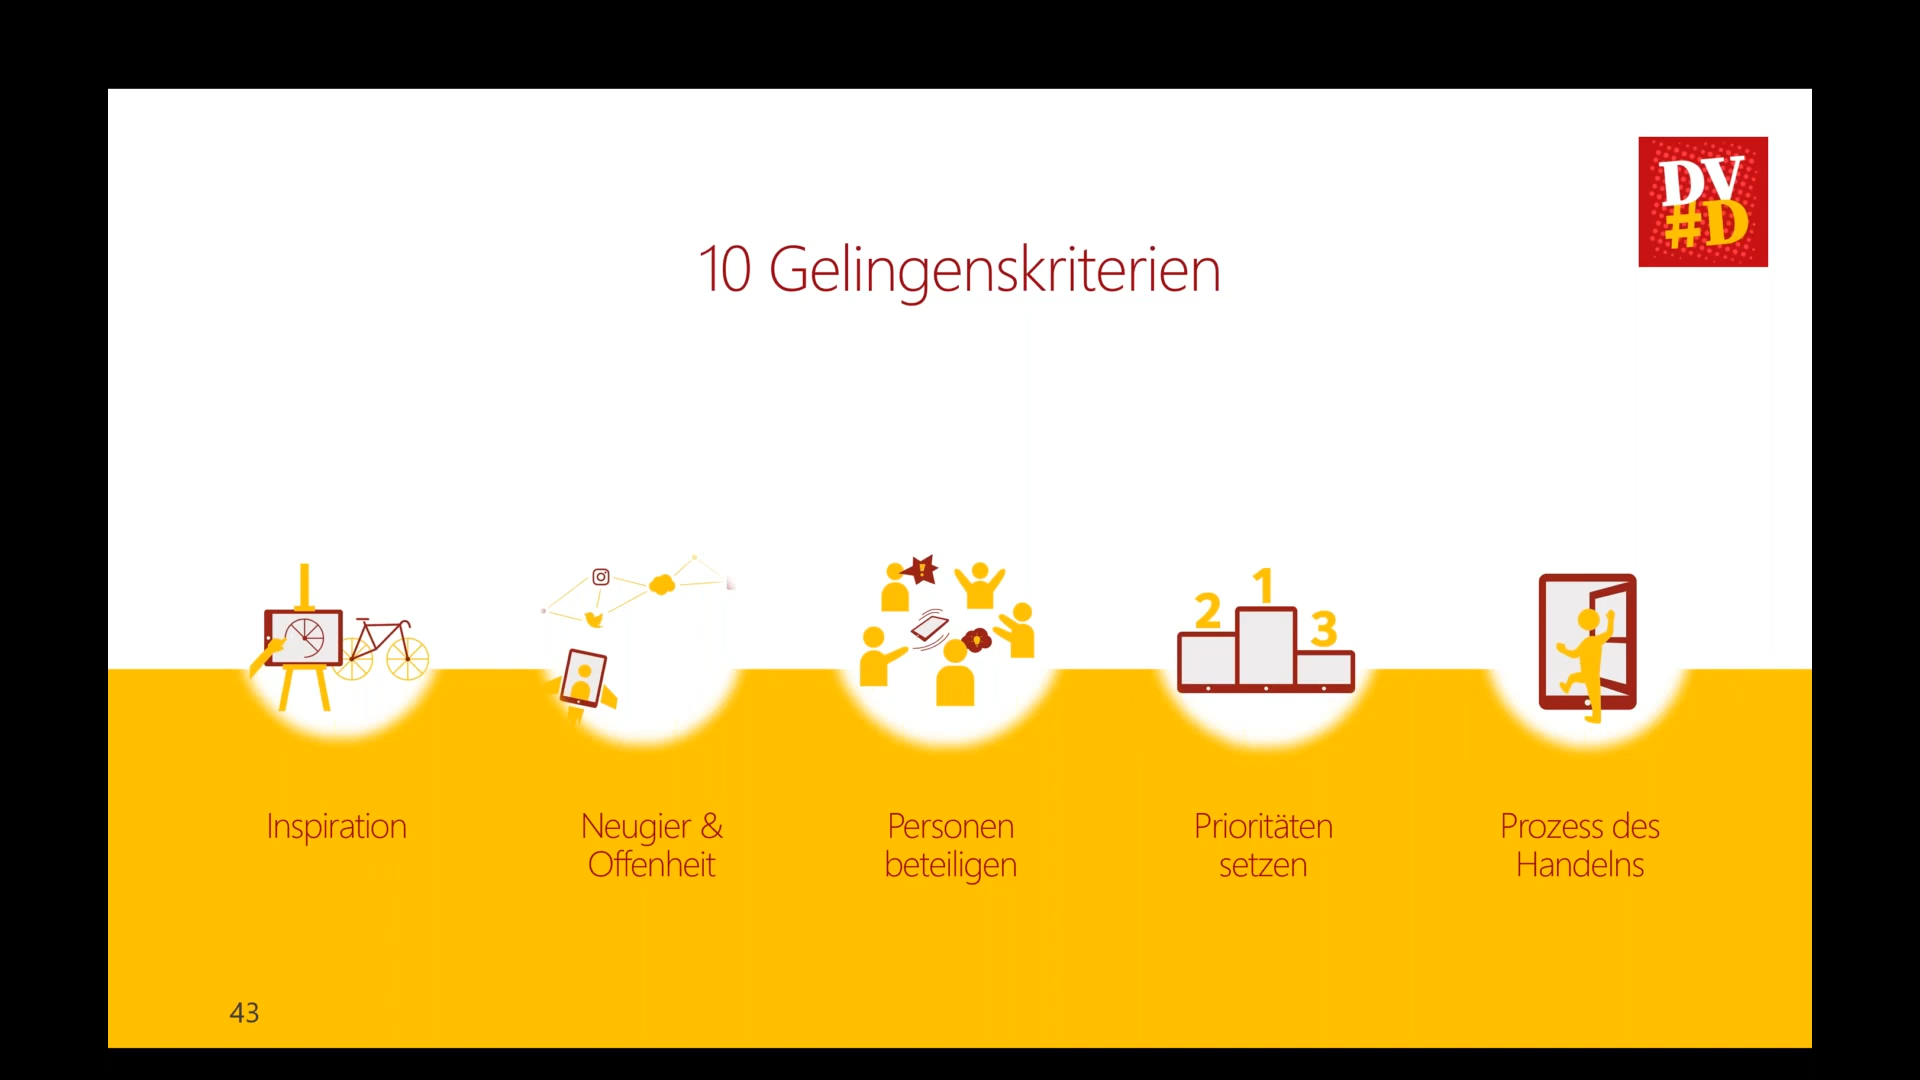 DV
#D
10 Gelingenskriterien
2
1
3
Inspiration
Neugier &
Offenheit
Personen
beteiligen
Prioritäten
setzen
Prozess des
Handelns
43